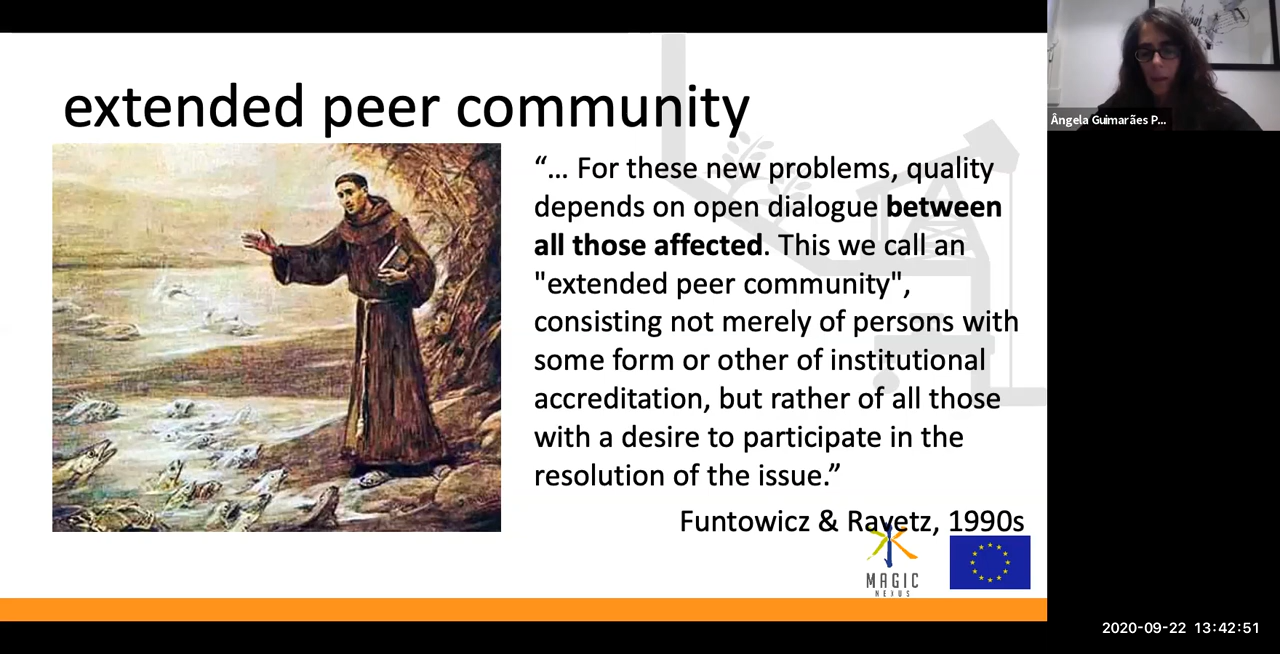 extended peer community
“... For these new problems, quality
depends on open dialogue between
all those affected. This we call an
"extended peer community",
consisting not merely of persons with
some form or other of institutional
accreditation, but rather of all those
with a desire to participate in the
resolution of the issue.”
Funtowicz & Ravetz, 1990s
MAGIC
NEXUS
Ângela Guimarães P...
2020-09-22 13:42:51